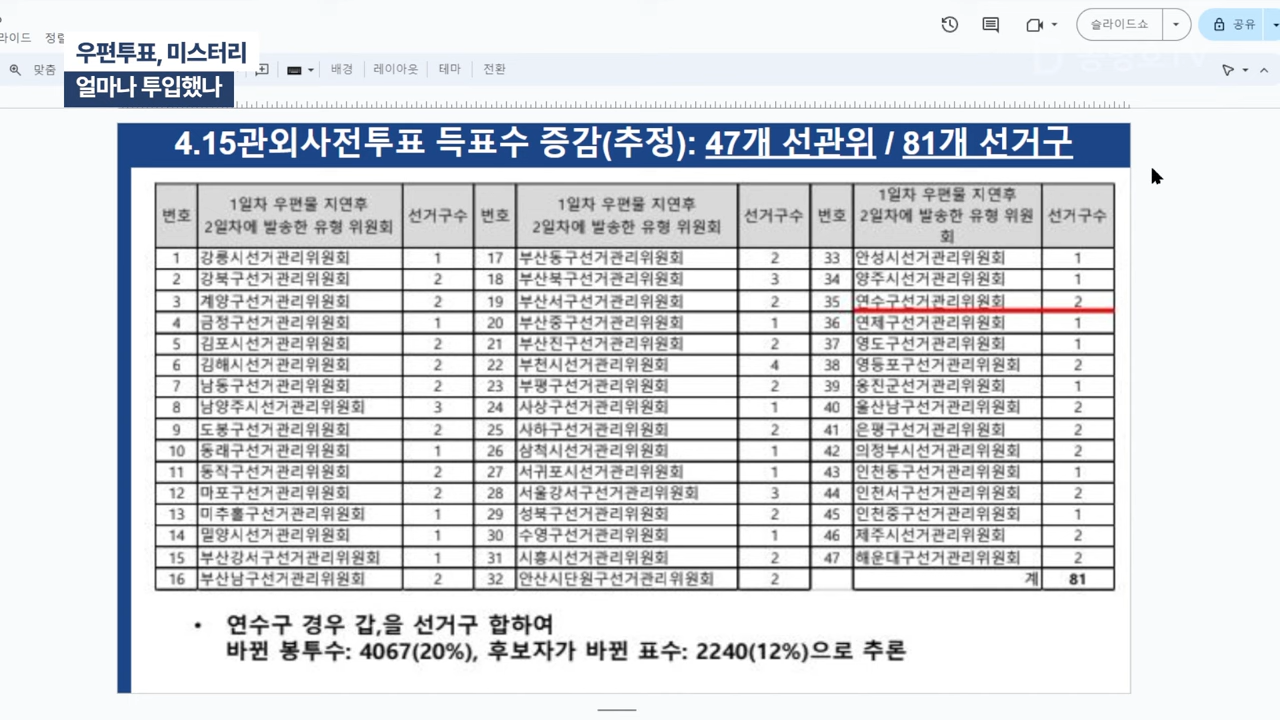 라이드 정렬
우편투표, 미스터리
얼마나 투입했나
슬라이드쇼
공유
맞춤
배경 레이아웃 테마 전환
4.15관외사전투표 득표수 증감(추정): 47개 선관위 / 81개 선거구
번호 1일차 우편물 지연후 2일차에 발송한 유형 위원회 선거구수 번호 1일차 우편물 지연후 2일차에 발송한 유형 위원회 선거구수 번호 1일차 우편물 지연후 2일차에 발송한 유형 위원회 선거구수
1 강릉시선거관리위원회 1 17 부산동구선거관리위원회 2 33 안성시선거관리위원회 1
2 강북구선거관리위원회 2 18 부산북구선거관리위원회 3 34 양주시선거관리위원회 1
3 계양구선거관리위원회 2 19 부산서구선거관리위원회 2 35 연수구선거관리위원회 2
4 금정구선거관리위원회 1 20 부산중구선거관리위원회 1 36 연제구선거관리위원회 1
5 김포시선거관리위원회 2 21 부산진구선거관리위원회 2 37 영도구선거관리위원회 1
6 김해시선거관리위원회 2 22 부천시선거관리위원회 4 38 영등포구선거관리위원회 2
7 남동구선거관리위원회 2 23 부평구선거관리위원회 2 39 옹진군선거관리위원회 1
8 남양주시선거관리위원회 3 24 사상구선거관리위원회 1 40 울산남구선거관리위원회 2
9 도봉구선거관리위원회 2 25 사하구선거관리위원회 2 41 은평구선거관리위원회 2
10 동래구선거관리위원회 1 26 삼척시선거관리위원회 1 42 의정부시선거관리위원회 2
11 동작구선거관리위원회 2 27 서귀포시선거관리위원회 1 43 인천동구선거관리위원회 1
12 마포구선거관리위원회 2 28 서울강서구선거관리위원회 3 44 인천서구선거관리위원회 2
13 미추홀구선거관리위원회 1 29 성북구선거관리위원회 2 45 인천중구선거관리위원회 1
14 밀양시선거관리위원회 1 30 수영구선거관리위원회 1 46 제주시선거관리위원회 2
15 부산강서구선거관리위원회 1 31 시흥시선거관리위원회 2 47 해운대구선거관리위원회 2
16 부산남구선거관리위원회 2 32 안산시단원구선거관리위원회 2 계 81
• 연수구 경우 갑,을 선거구 합하여
바뀐 봉투수: 4067(20%), 후보자가 바뀐 표수: 2240(12%)으로 추론